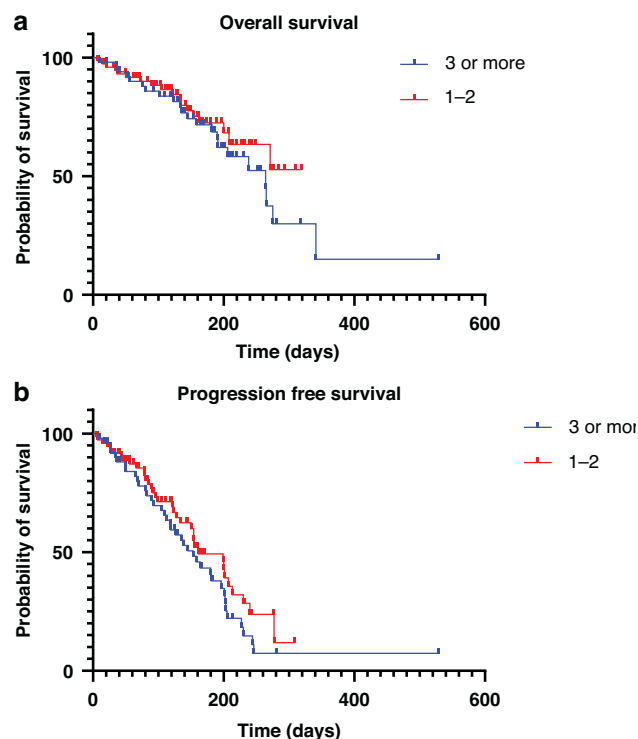 a
Overall survival
3 or more
1–2
Probability of survival
100
50
0
0
200
400
600
Time (days)
b
Progression free survival
3 or mor
1–2
Probability of survival
100
50
0
0
200
400
600
Time (days)